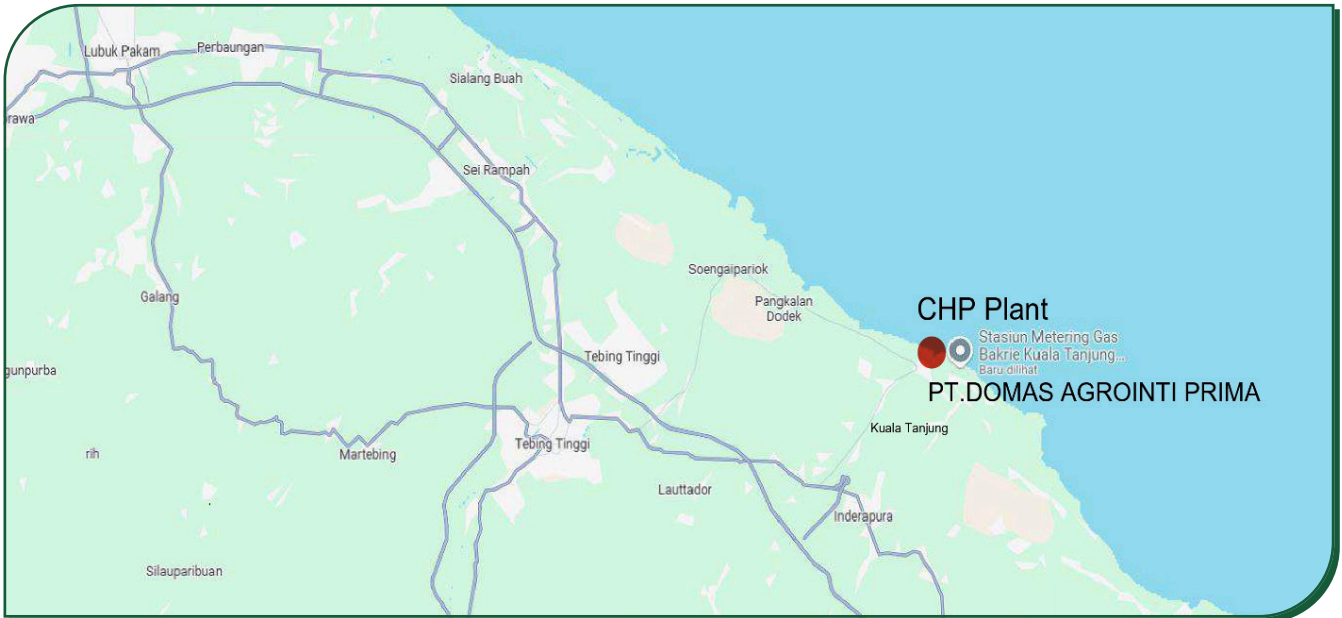 Lubuk Pakam
Perbaungan
Sialang Buah
rawa
Sei Rampah
Soengaipariok
Galang
Pangkalan
Dodek
CHP Plant
Stasiun Metering Gas
Bakrie Kuala Tanjung...
Baru dilihat
Tebing Tinggi
gunpurba
PT.DOMAS AGROINTI PRIMA
Kuala Tanjung
Tebing Tinggi
rih
Martebing
Lauttador
Inderapura
Silauparibuan